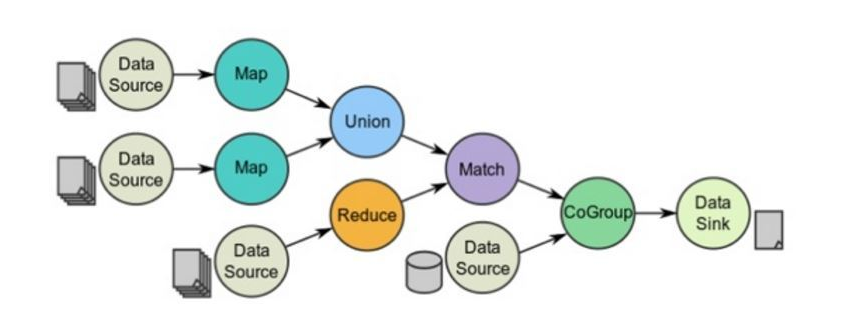 Data
Source
Map
Union
Data
Source
Map
Match
Reduce
CoGroup
Data
Sink
Data
Source
Data
Source